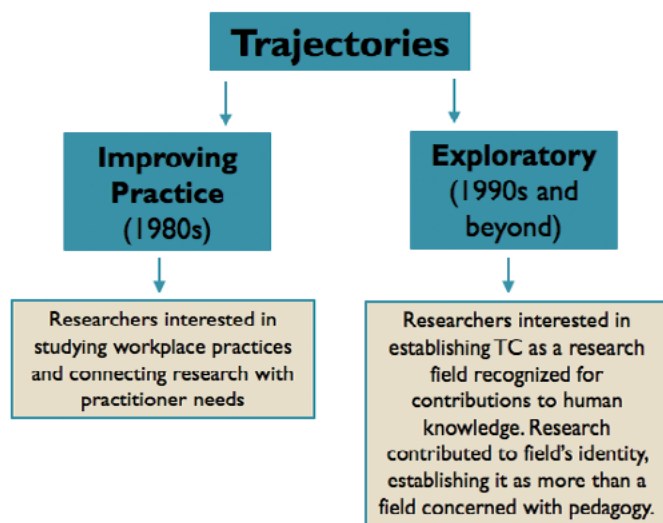 Trajectories
Improving
Practice
(1980s)
Researchers interested in
studying workplace practices
and connecting research with
practitioner needs
Exploratory
(1990s and
beyond)
Researchers interested in
establishing TC as a research
field recognized for
contributions to human
knowledge. Research
contributed to field's identity,
establishing it as more than a
field concerned with pedagogy.